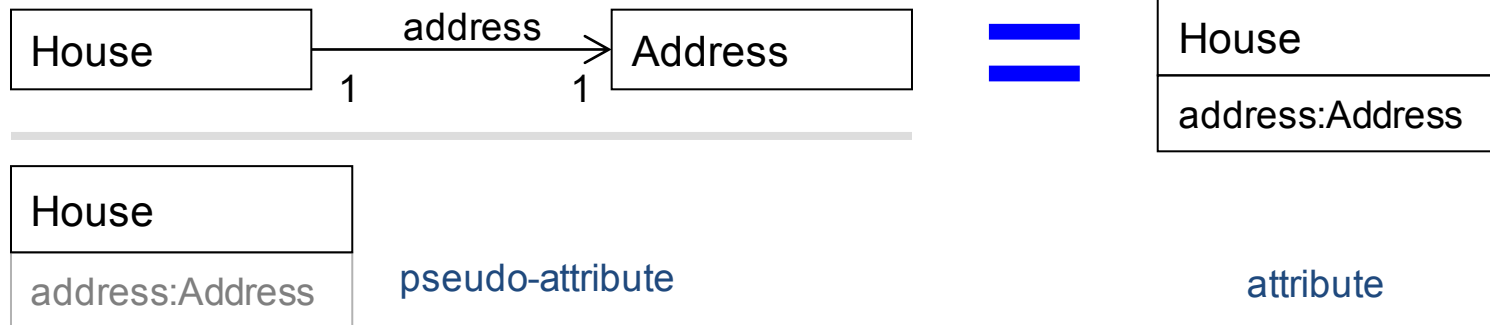 House
address
Address
1
1
House
address:Address
House
address:Address
pseudo-attribute
attribute